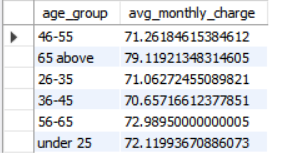 age_group avg_monthly_charge
46-55 71.26184615384612
65 above 79.11921348314605
26-35 71.06272455089821
36-45 70.65716612377851
56-65 72.98950000000005
under 25 72.11993670886073